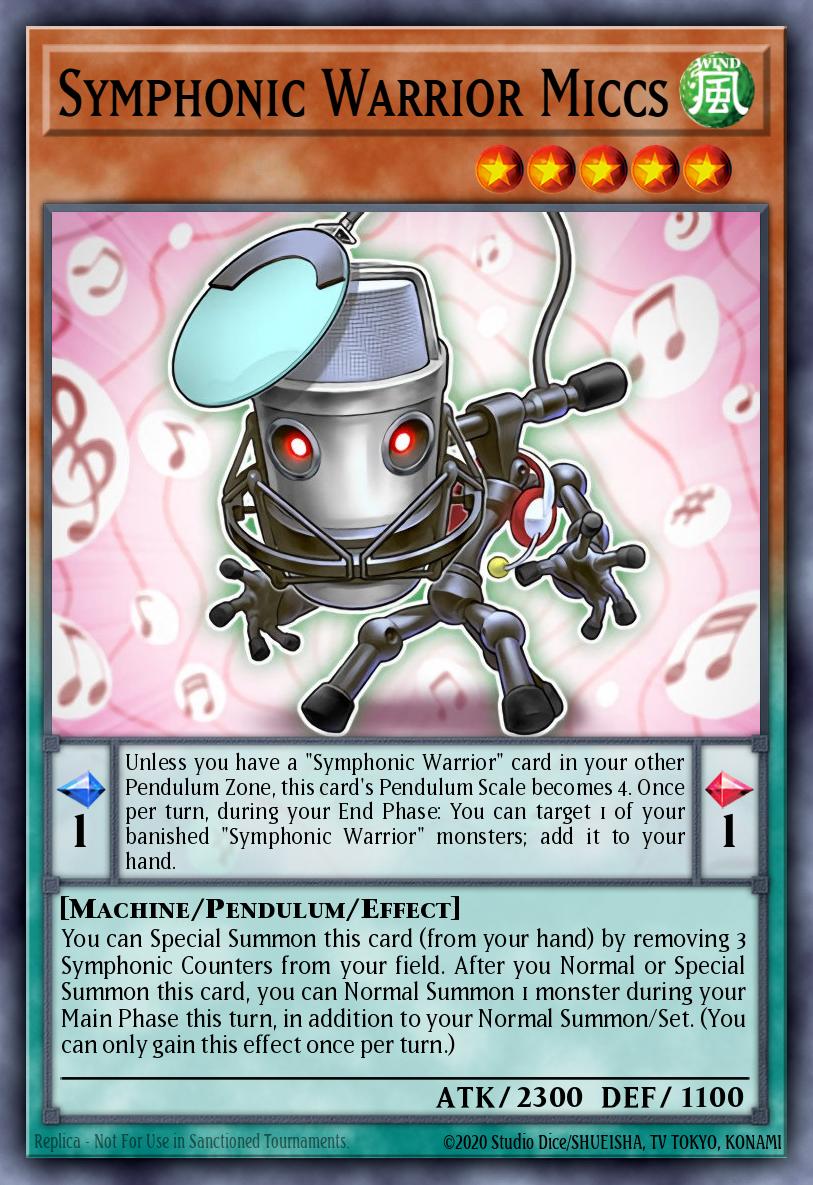 Symphonic Warrior Miccs
WIND
風
Unless you have a "Symphonic Warrior" card in your other
Pendulum Zone, this card's Pendulum Scale becomes 4. Once
per turn, during your End Phase: You can target 1 of your
banished "Symphonic Warrior" monsters; add it to your
hand.
1
1
[Machine/Pendulum/Effect]
You can Special Summon this card (from your hand) by removing 3
Symphonic Counters from your field. After you Normal or Special
Summon this card, you can Normal Summon 1 monster during your
Main Phase this turn, in addition to your Normal Summon/Set. (You
can only gain this effect once per turn.)
ATK/2300 DEF/1100
Replica - Not For Use in Sanctioned Tournaments.
©2020 Studio Dice/SHUEISHA, TV TOKYO, KONAMI